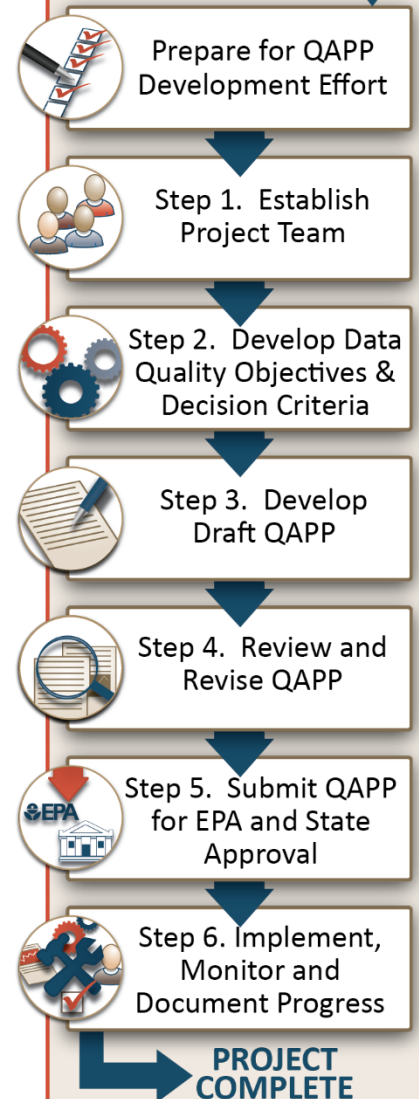 Prepare for QAPP
Development Effort
Step 1. Establish
Project Team
Step 2. Develop Data
Quality Objectives &
Decision Criteria
Step 3. Develop
Draft QAPP
Step 4. Review and
Revise QAPP
EPA
Step 5. Submit QAPP
for EPA and State
Approval
Step 6. Implement,
Monitor and
Document Progress
PROJECT
COMPLETE